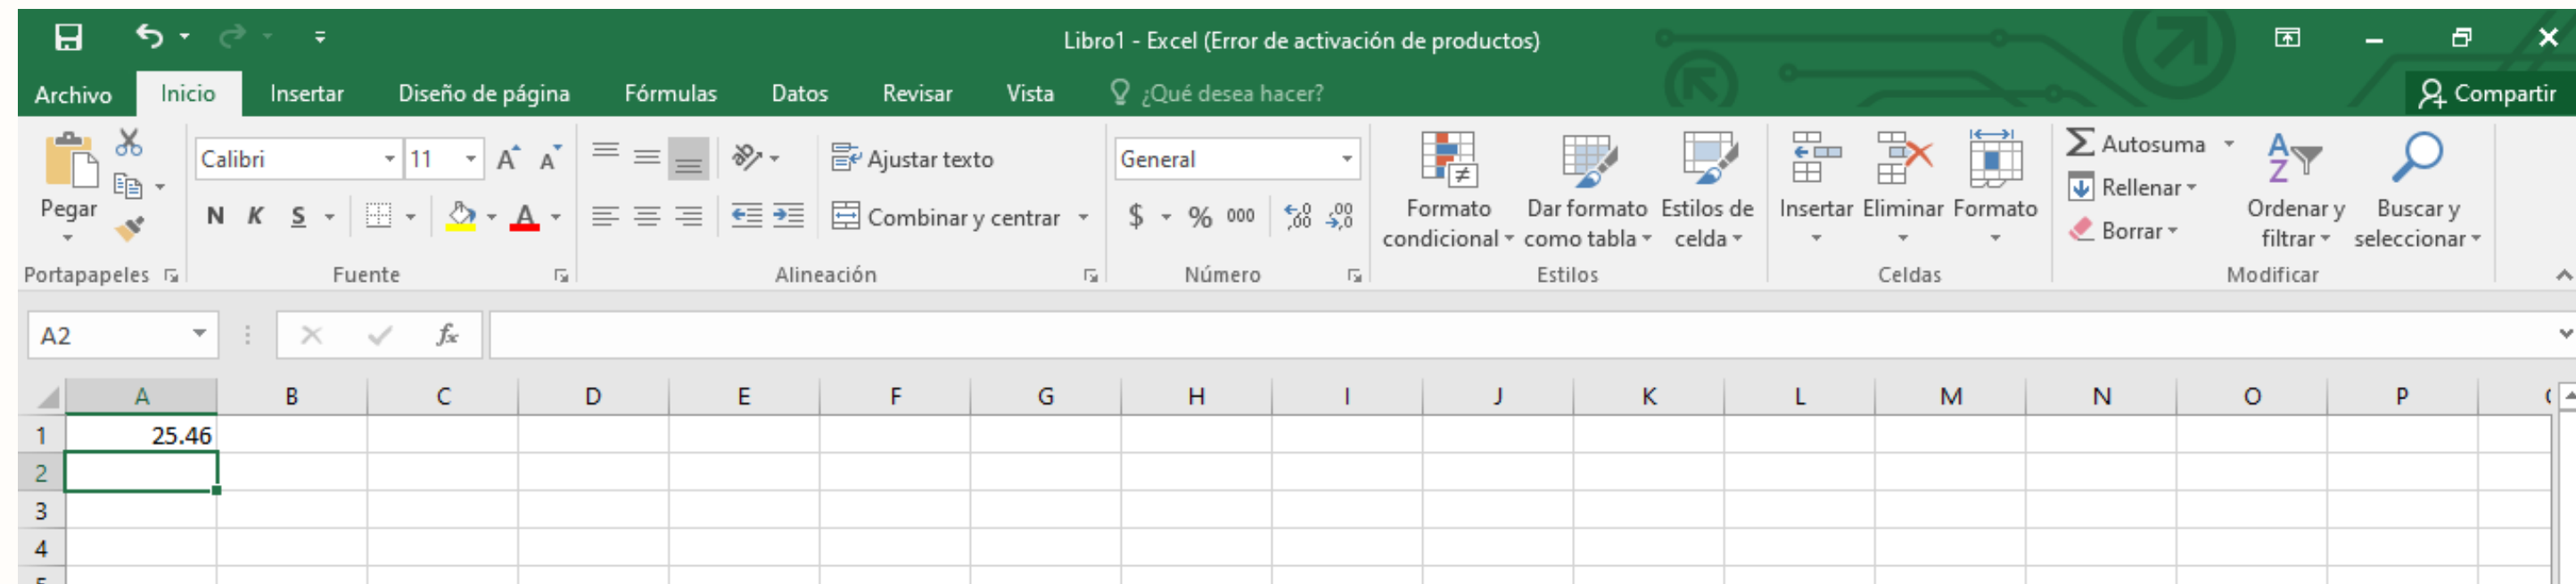 Libro1 - Excel (Error de activación de productos)
Archivo Inicio Insertar Diseño de página Fórmulas Datos Revisar Vista ¿Qué desea hacer? Compartir
Pegar
Portapapeles
Calibri 11 A A
N K S A
Fuente
Ajustar texto
Combinar y centrar
Alineación
General
$ % 000 ,00 ,00
Número
Formato condicional
Dar formato como tabla
Estilos de celda
Estilos
Insertar Eliminar Formato
Celdas
Autosuma
Rellenar
Borrar
Ordenar y filtrar
Buscar y seleccionar
Modificar
A2 fx
A B C D E F G H I J K L M N O P
1 25.46
2
3
4